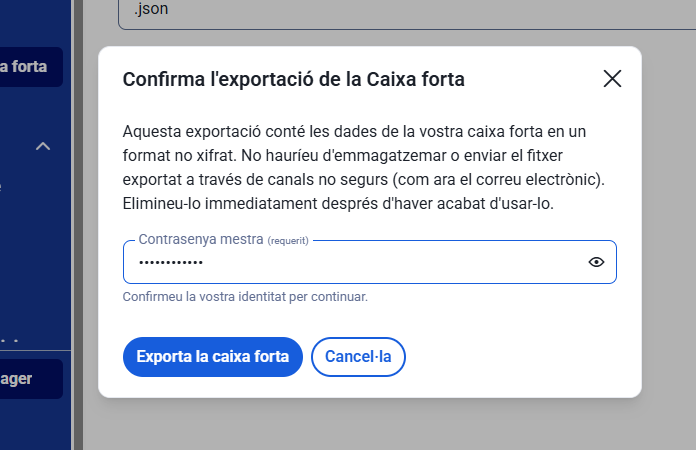 .json
a forta
Confirma l'exportació de la Caixa forta
Aquesta exportació conté les dades de la vostra caixa forta en un
format no xifrat. No hauríeu d'emmagatzemar o enviar el fitxer
exportat a través de canals no segurs (com ara el correu electrònic).
Elimineu-lo immediatament després d'haver acabat d'usar-lo.
Contrasenya mestra (requerit)
••••••••••••
Confirmeu la vostra identitat per continuar.
Exporta la caixa forta
Cancel·la
ager